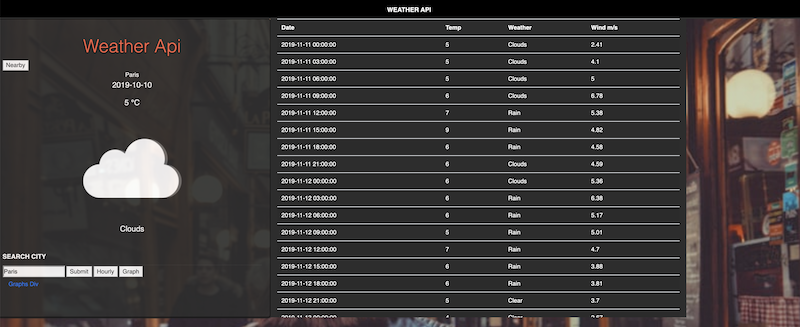 WEATHER API
Weather Api
Nearby
Paris
2019-10-10
5 °C
Clouds
SEARCH CITY
Paris Submit Hourly Graph
Graphs Div
Date Temp Weather Wind m/s
2019-11-11 00:00:00 5 Clouds 2.41
2019-11-11 03:00:00 5 Clouds 4.1
2019-11-11 06:00:00 5 Clouds 5
2019-11-11 09:00:00 6 Clouds 6.78
2019-11-11 12:00:00 7 Rain 5.38
2019-11-11 15:00:00 9 Rain 4.82
2019-11-11 18:00:00 6 Rain 4.58
2019-11-11 21:00:00 6 Clouds 4.59
2019-11-12 00:00:00 6 Clouds 5.36
2019-11-12 03:00:00 6 Rain 6.38
2019-11-12 06:00:00 6 Rain 5.17
2019-11-12 09:00:00 5 Rain 5.01
2019-11-12 12:00:00 7 Rain 4.7
2019-11-12 15:00:00 6 Rain 3.88
2019-11-12 18:00:00 6 Rain 3.81
2019-11-12 21:00:00 5 Clear 3.7